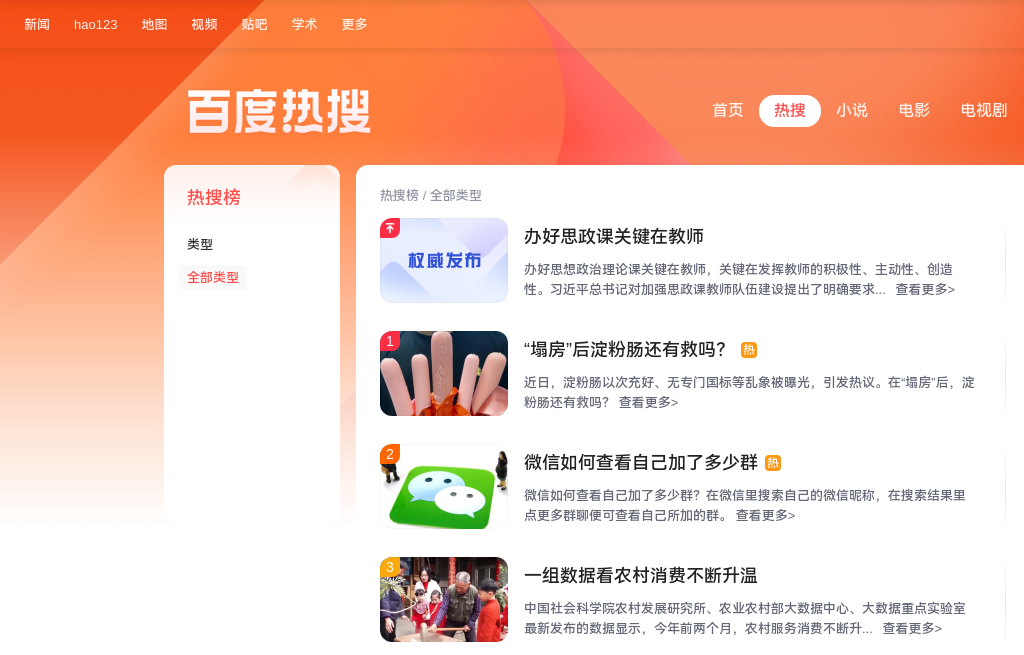 新闻 hao123 地图 视频 贴吧 学术 更多
百度热搜
首页 热搜 小说 电影 电视剧
热搜榜
类型
全部类型
热搜榜 / 全部类型
权威发布
办好思政课关键在教师
办好思想政治理论课关键在教师，关键在发挥教师的积极性、主动性、创造
性。习近平总书记对加强思政课教师队伍建设提出了明确要求... 查看更多>
1
“塌房”后淀粉肠还有救吗？ 热
近日，淀粉肠以次充好、无专门国标等乱象被曝光，引发热议。在“塌房”后，淀
粉肠还有救吗？ 查看更多>
2
微信如何查看自己加了多少群 热
微信如何查看自己加了多少群？在微信里搜索自己的微信昵称，在搜索结果里
点更多群聊便可查看自己所加的群。 查看更多>
3
一组数据看农村消费不断升温
中国社会科学院农村发展研究所、农业农村部大数据中心、大数据重点实验室
最新发布的数据显示，今年前两个月，农村服务消费不断升... 查看更多>